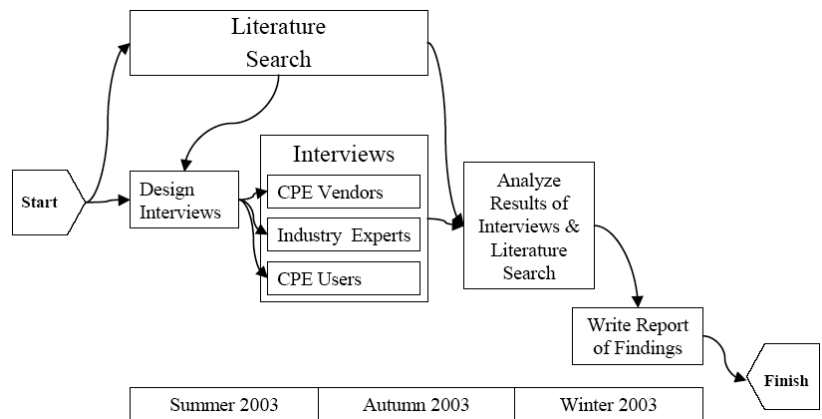 Literature
Search
Start
Design
Interviews
Interviews
CPE Vendors
Industry Experts
CPE Users
Analyze
Results of
Interviews &
Literature
Search
Write Report
of Findings
Finish
Summer 2003
Autumn 2003
Winter 2003